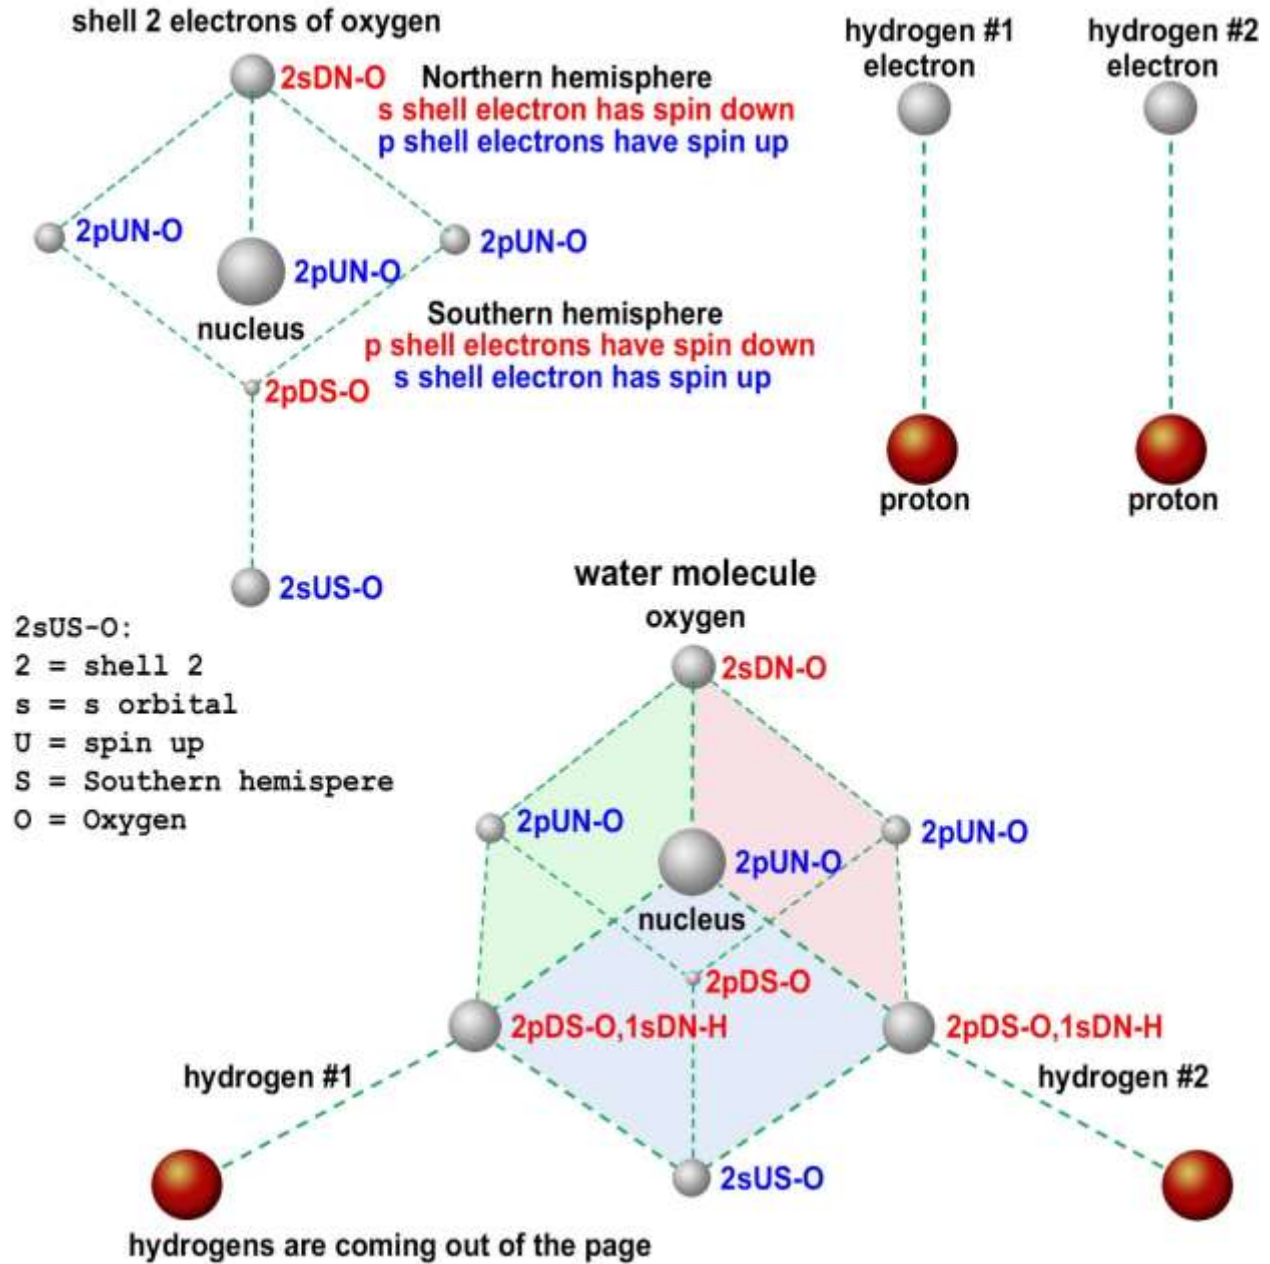 shell 2 electrons of oxygen
2sDN-O
Northern hemisphere
s shell electron has spin down
p shell electrons have spin up
2pUN-O
2pUN-O
2pUN-O
nucleus
Southern hemisphere
p shell electrons have spin down
s shell electron has spin up
2pDS-O
2sUS-O
hydrogen #1
electron
proton
hydrogen #2
electron
proton
2sUS-O:
2 = shell 2
s = s orbital
U = spin up
S = Southern hemispere
O = Oxygen
water molecule
oxygen
2sDN-O
2pUN-O
2pUN-O
2pUN-O
nucleus
2pDS-O
2pDS-O,1sDN-H
2pDS-O,1sDN-H
hydrogen #1
hydrogen #2
2sUS-O
hydrogens are coming out of the page